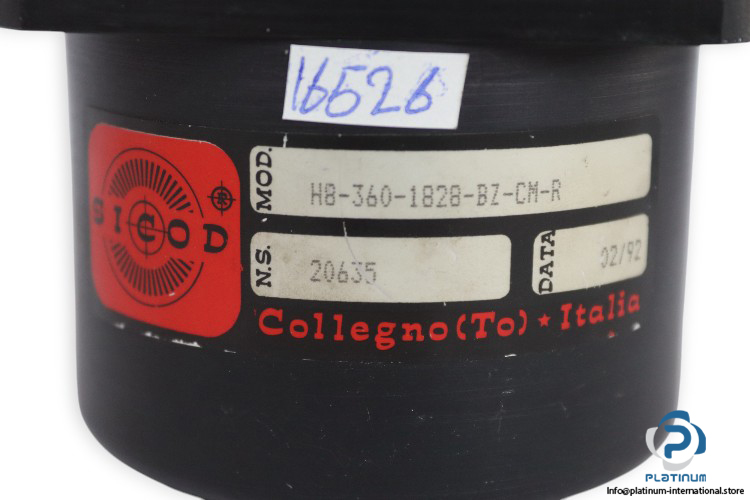 16526
SICOD
MOD.
H8-360-1828-BZ-CM-R
N.S.
20635
DATA
02/92
Collegno(To)★Italia
PLATINUM
Info@platinum-international.store